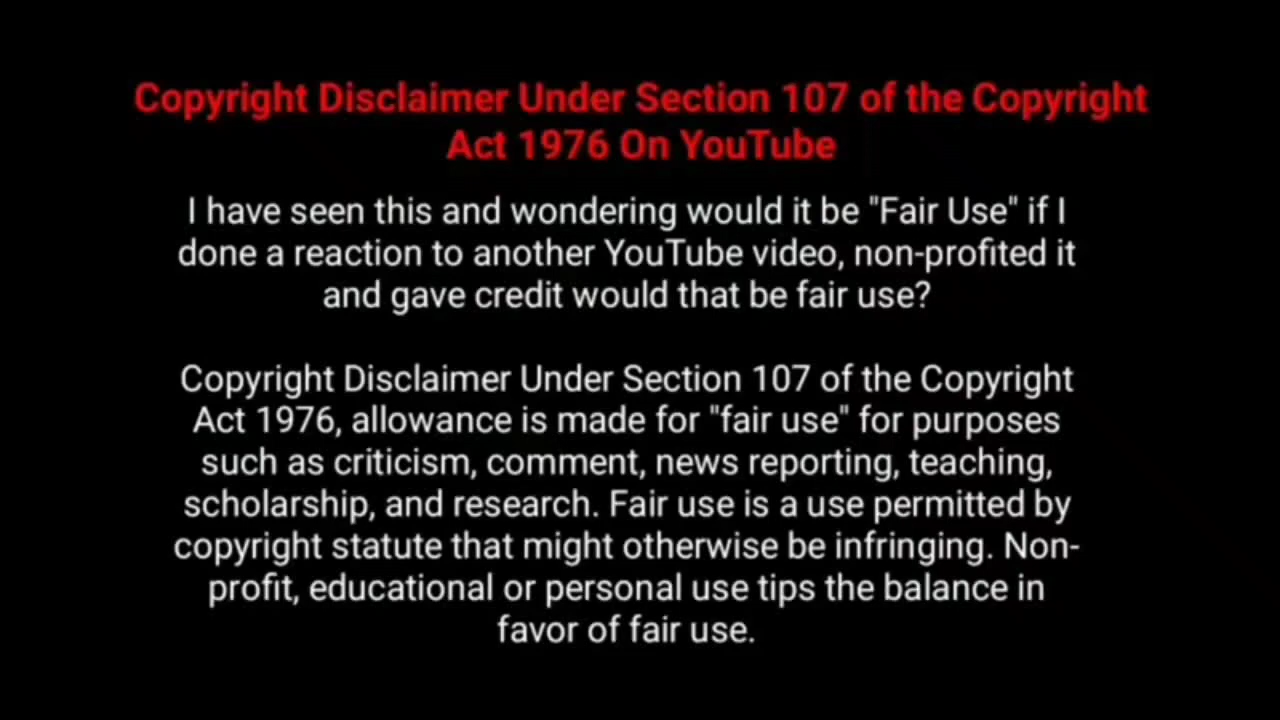 Copyright Disclaimer Under Section 107 of the Copyright
Act 1976 On YouTube
I have seen this and wondering would it be "Fair Use" if I
done a reaction to another YouTube video, non-profited it
and gave credit would that be fair use?
Copyright Disclaimer Under Section 107 of the Copyright
Act 1976, allowance is made for "fair use" for purposes
such as criticism, comment, news reporting, teaching,
scholarship, and research. Fair use is a use permitted by
copyright statute that might otherwise be infringing. Non-
profit, educational or personal use tips the balance in
favor of fair use.